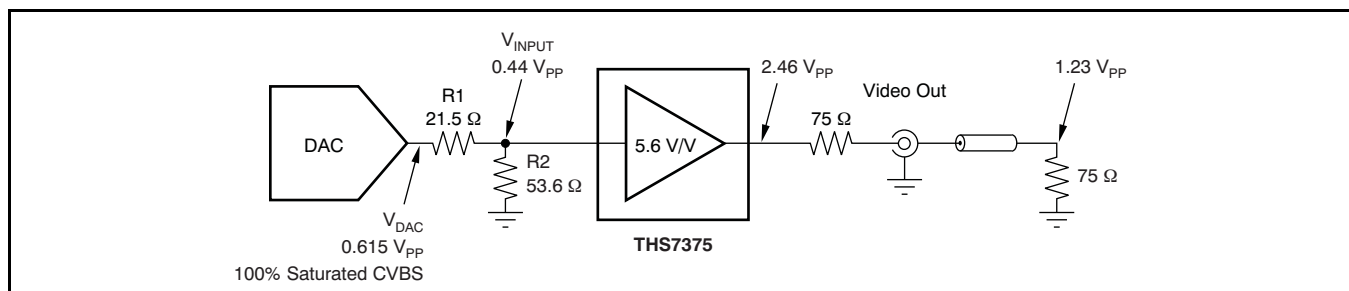 V_INPUT
0.44 V_PP
2.46 V_PP
1.23 V_PP
Video Out
R1
21.5 Ω
75 Ω
DAC
5.6 V/V
R2
53.6 Ω
75 Ω
V_DAC
0.615 V_PP
100% Saturated CVBS
THS7375